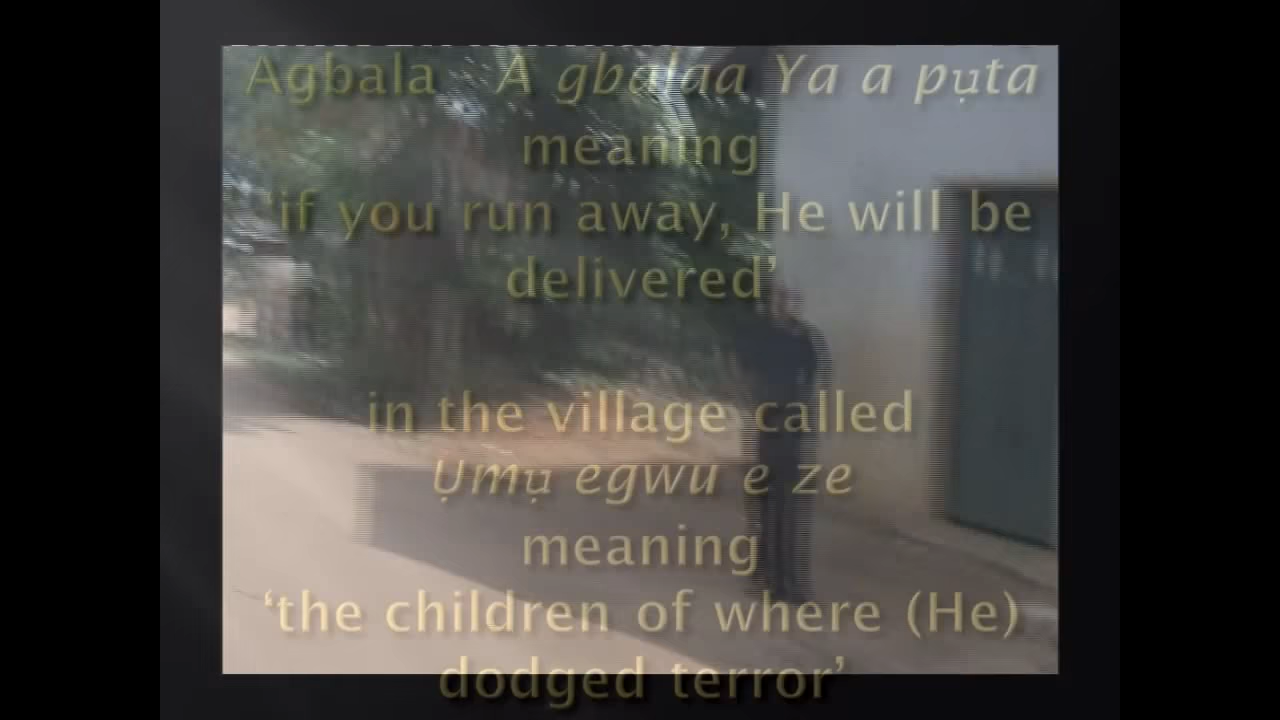 Agbala A gbalaa Ya a pụta
meaning
'if you run away, He will be
delivered’
in the village called
Ụmụ egwu e ze
meaning
‘the children of where (He)
dodged terror’